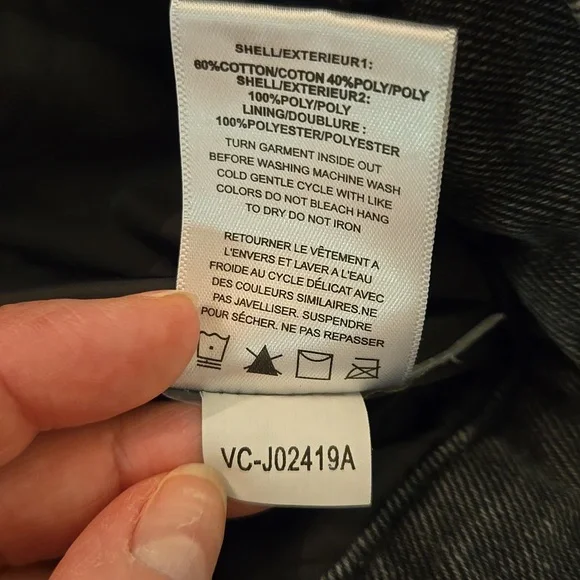 SHELL/EXTERIEUR1:
60%COTTON/COTON 40%POLY/POLY
SHELL/EXTERIEUR2:
100%POLY/POLY
LINING/DOUBLURE :
100%POLYESTER/POLYESTER
TURN GARMENT INSIDE OUT
BEFORE WASHING MACHINE WASH
COLD GENTLE CYCLE WITH LIKE
COLORS DO NOT BLEACH HANG
TO DRY DO NOT IRON
RETOURNER LE VÊTEMENT A
L'ENVERS ET LAVER A L'EAU
FROIDE AU CYCLE DÉLICAT AVEC
DES COULEURS SIMILAIRES.NE
PAS JAVELLISER. SUSPENDRE
POUR SÉCHER. NE PAS REPASSER
VC-J02419A